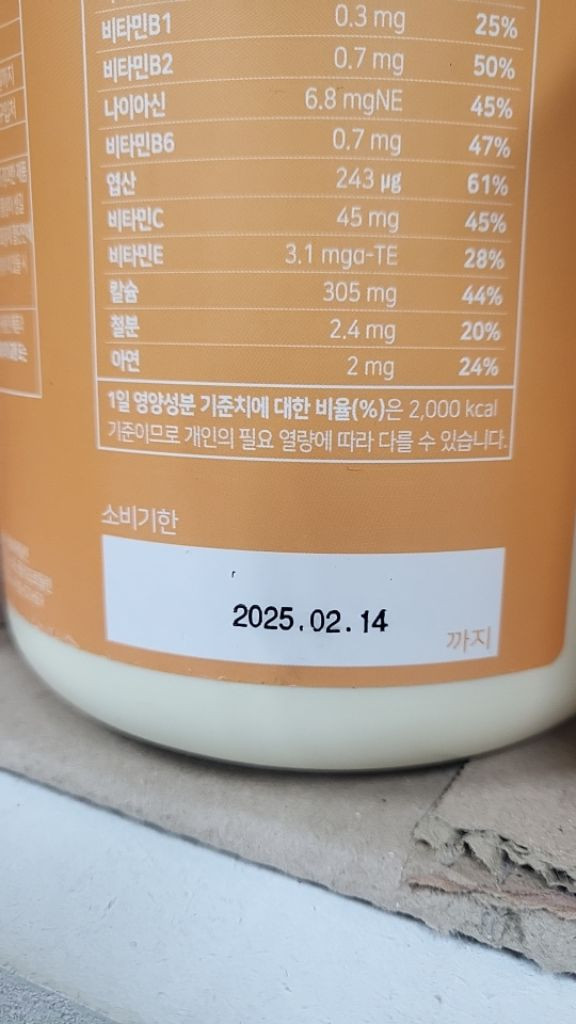 비타민B1 0.3 mg 25%
비타민B2 0.7 mg 50%
나이아신 6.8 mgNE 45%
비타민B6 0.7 mg 47%
엽산 243 μg 61%
비타민C 45 mg 45%
비타민E 3.1 mgα-TE 28%
칼슘 305 mg 44%
철분 2.4 mg 20%
아연 2 mg 24%
1일 영양성분 기준치에 대한 비율(%)은 2,000 kcal
기준이므로 개인의 필요 열량에 따라 다를 수 있습니다.
소비기한
2025.02.14
까지